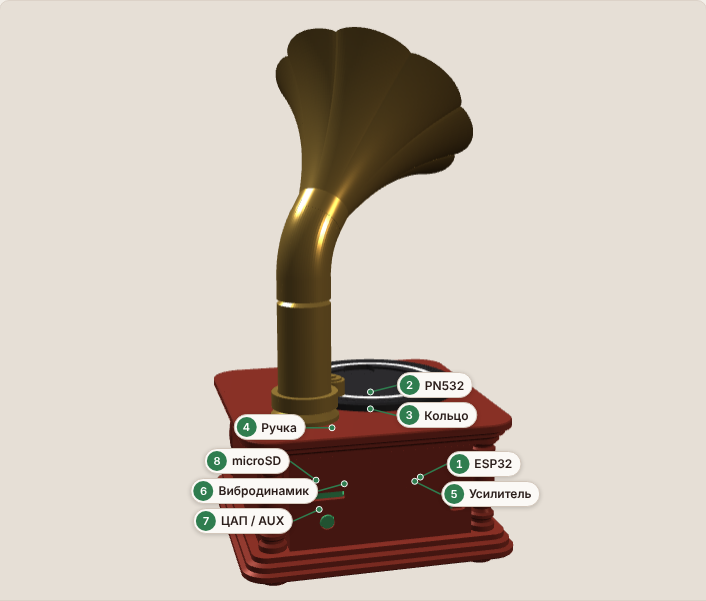 2 PN532
3 Кольцо
4 Ручка
8 microSD
1 ESP32
6 Вибродинамик
5 Усилитель
7 ЦАП / AUX